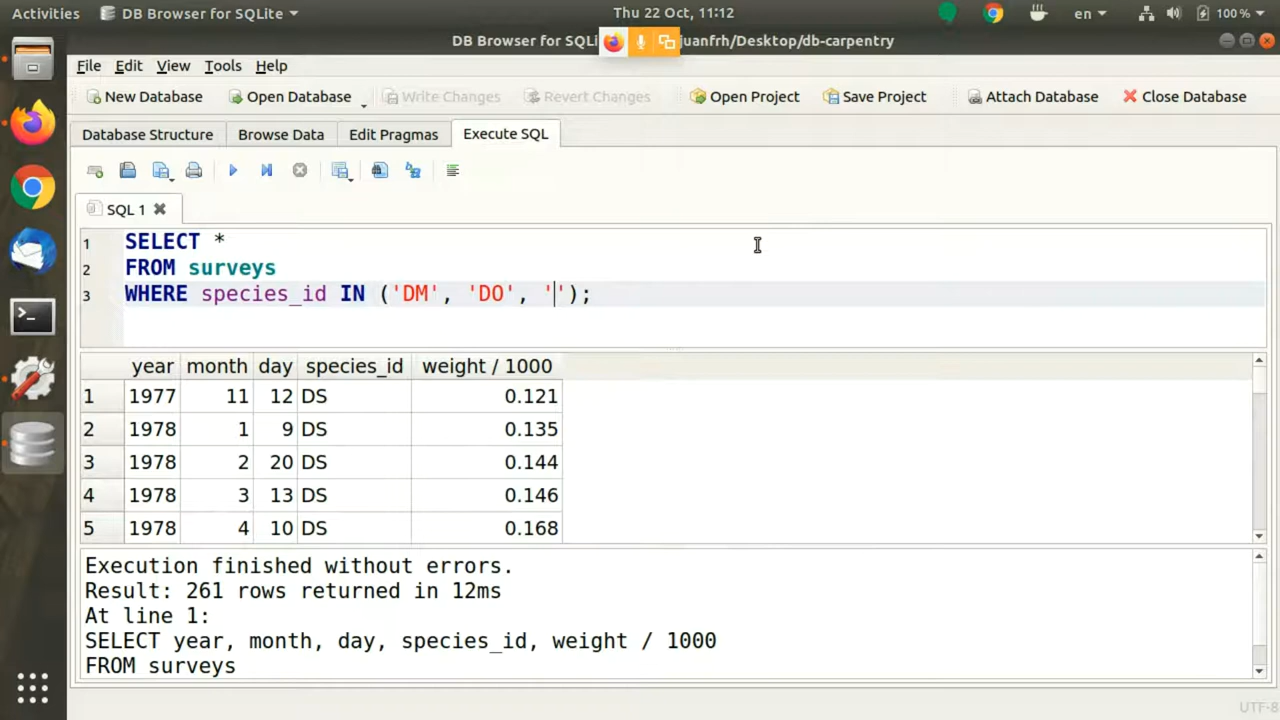 Activities DB Browser for SQLite Thu 22 Oct, 11:12 en 100 %
DB Browser for SQLi juanfrh/Desktop/db-carpentry
File Edit View Tools Help
New Database Open Database Write Changes Revert Changes Open Project Save Project Attach Database Close Database
Database Structure Browse Data Edit Pragmas Execute SQL
SQL 1
1 SELECT *
2 FROM surveys
3 WHERE species_id IN ('DM', 'DO', '');
year month day species_id weight / 1000
1 1977 11 12 DS 0.121
2 1978 1 9 DS 0.135
3 1978 2 20 DS 0.144
4 1978 3 13 DS 0.146
5 1978 4 10 DS 0.168
Execution finished without errors.
Result: 261 rows returned in 12ms
At line 1:
SELECT year, month, day, species_id, weight / 1000
FROM surveys
UTF-8